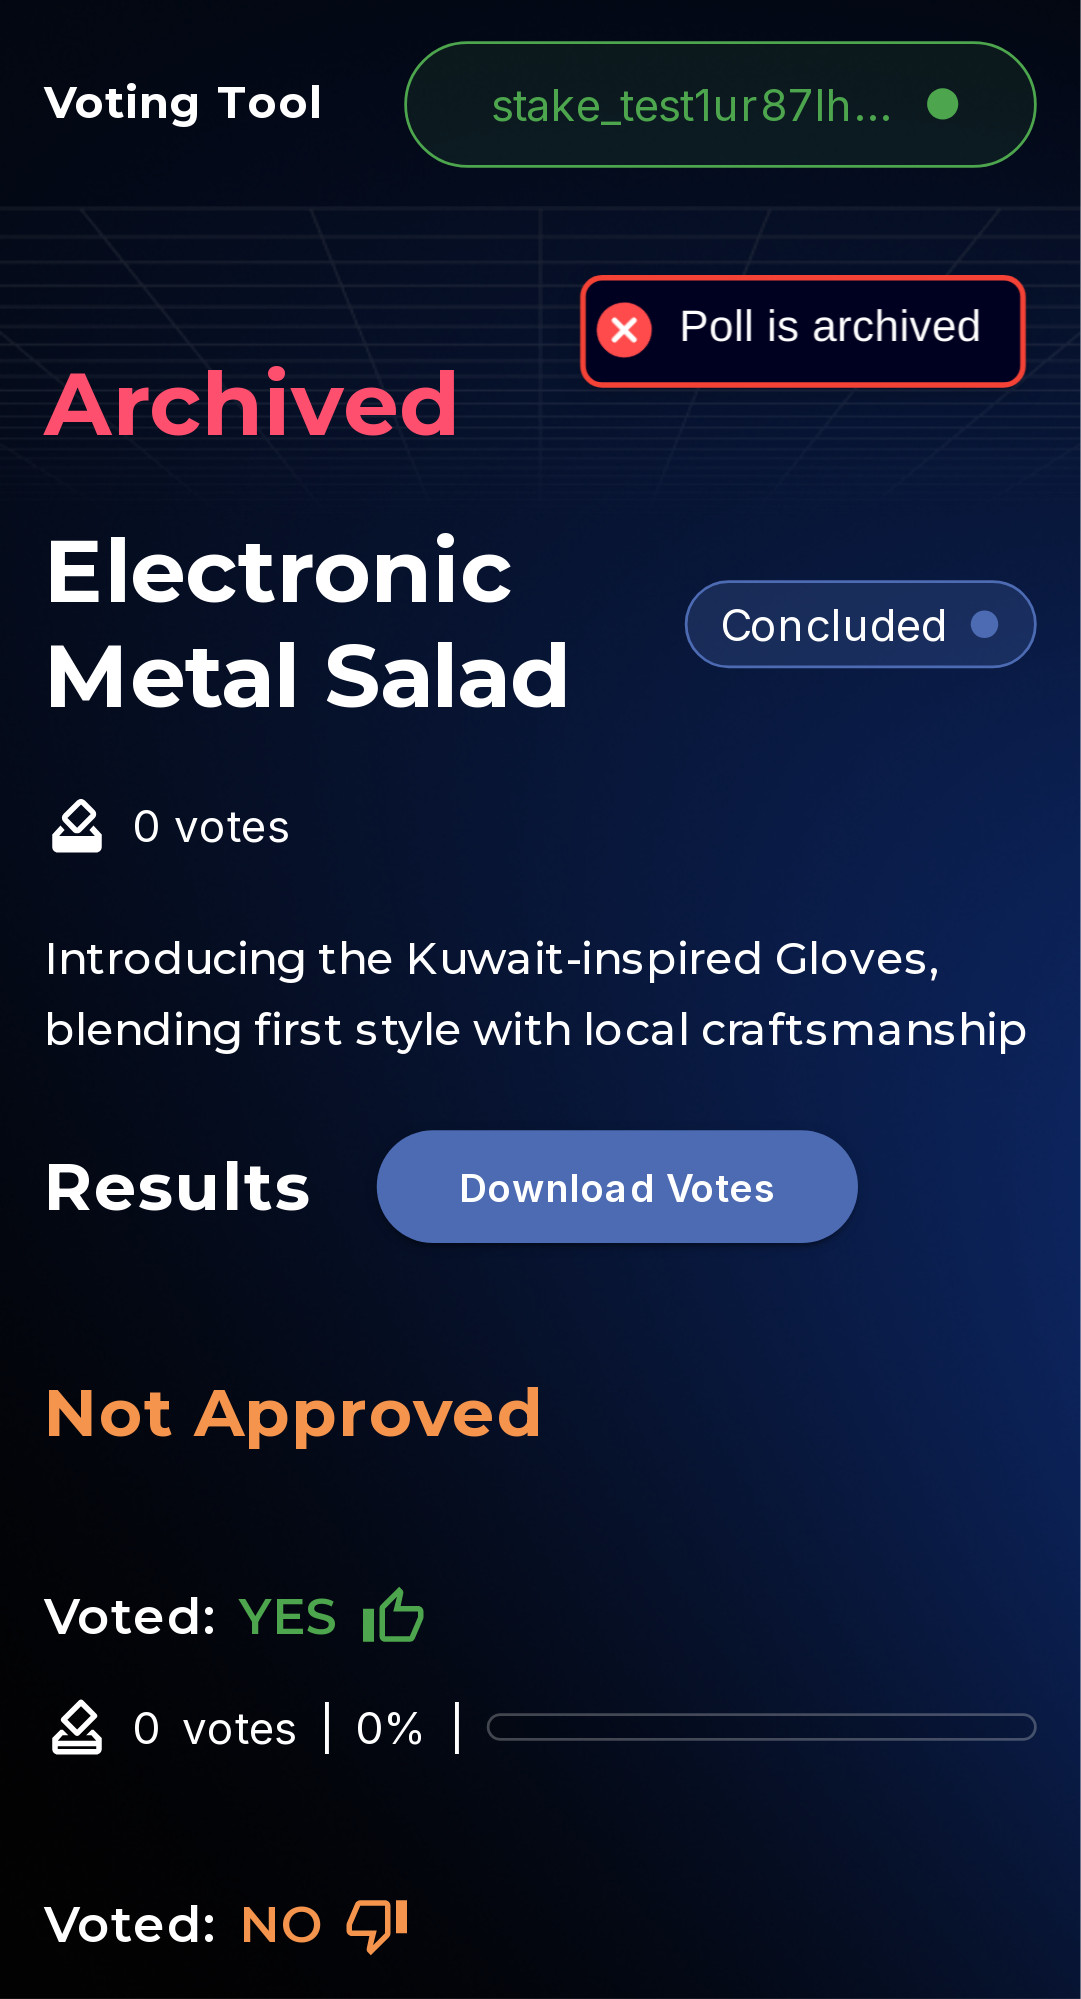 Voting Tool
stake_test1ur87lh...
Poll is archived
Archived
Electronic
Metal Salad
Concluded
0 votes
Introducing the Kuwait-inspired Gloves,
blending first style with local craftsmanship
Results
Download Votes
Not Approved
Voted: YES
0 votes | 0% |
Voted: NO